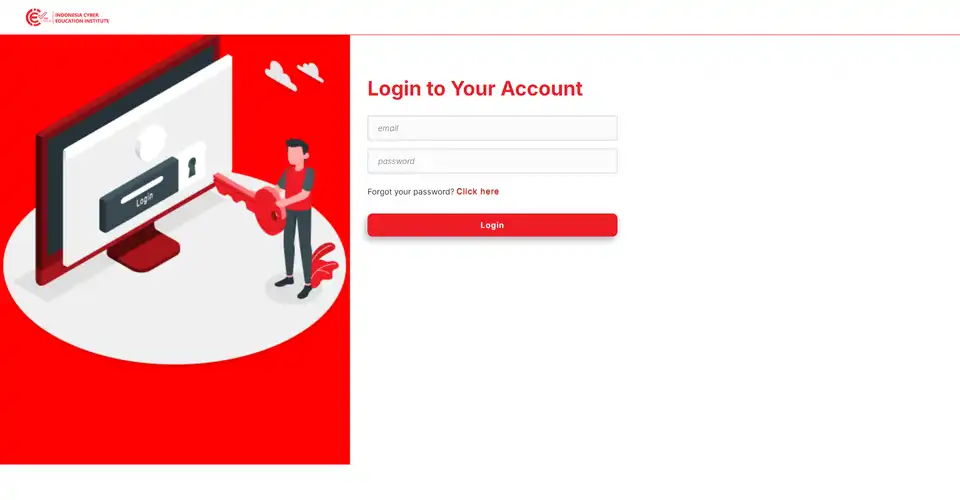 INDONESIA CYBER
EDUCATION INSTITUTE
Login to Your Account
email
password
Forgot your password? Click here
Login
Login